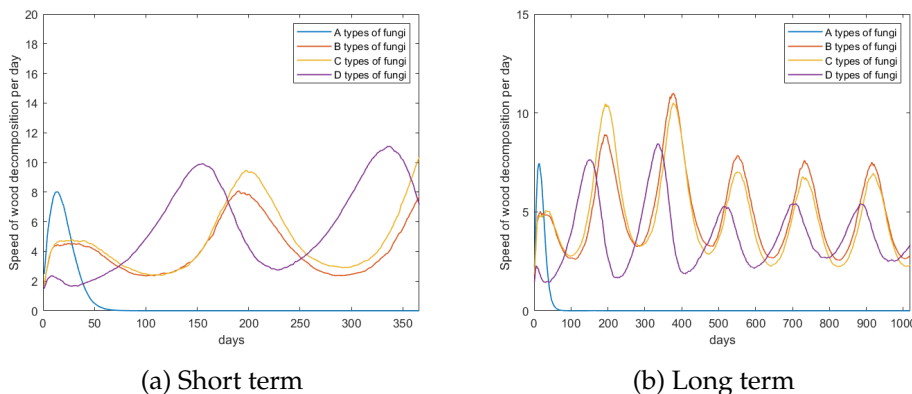 20
18
16
14
12
10
8
6
4
2
0
0 50 100 150 200 250 300 350
days
Speed of wood decomposition per day
A types of fungi
B types of fungi
C types of fungi
D types of fungi
(a) Short term
15
10
5
0
0 100 200 300 400 500 600 700 800 900 1000
days
Speed of wood decomposition per day
A types of fungi
B types of fungi
C types of fungi
D types of fungi
(b) Long term